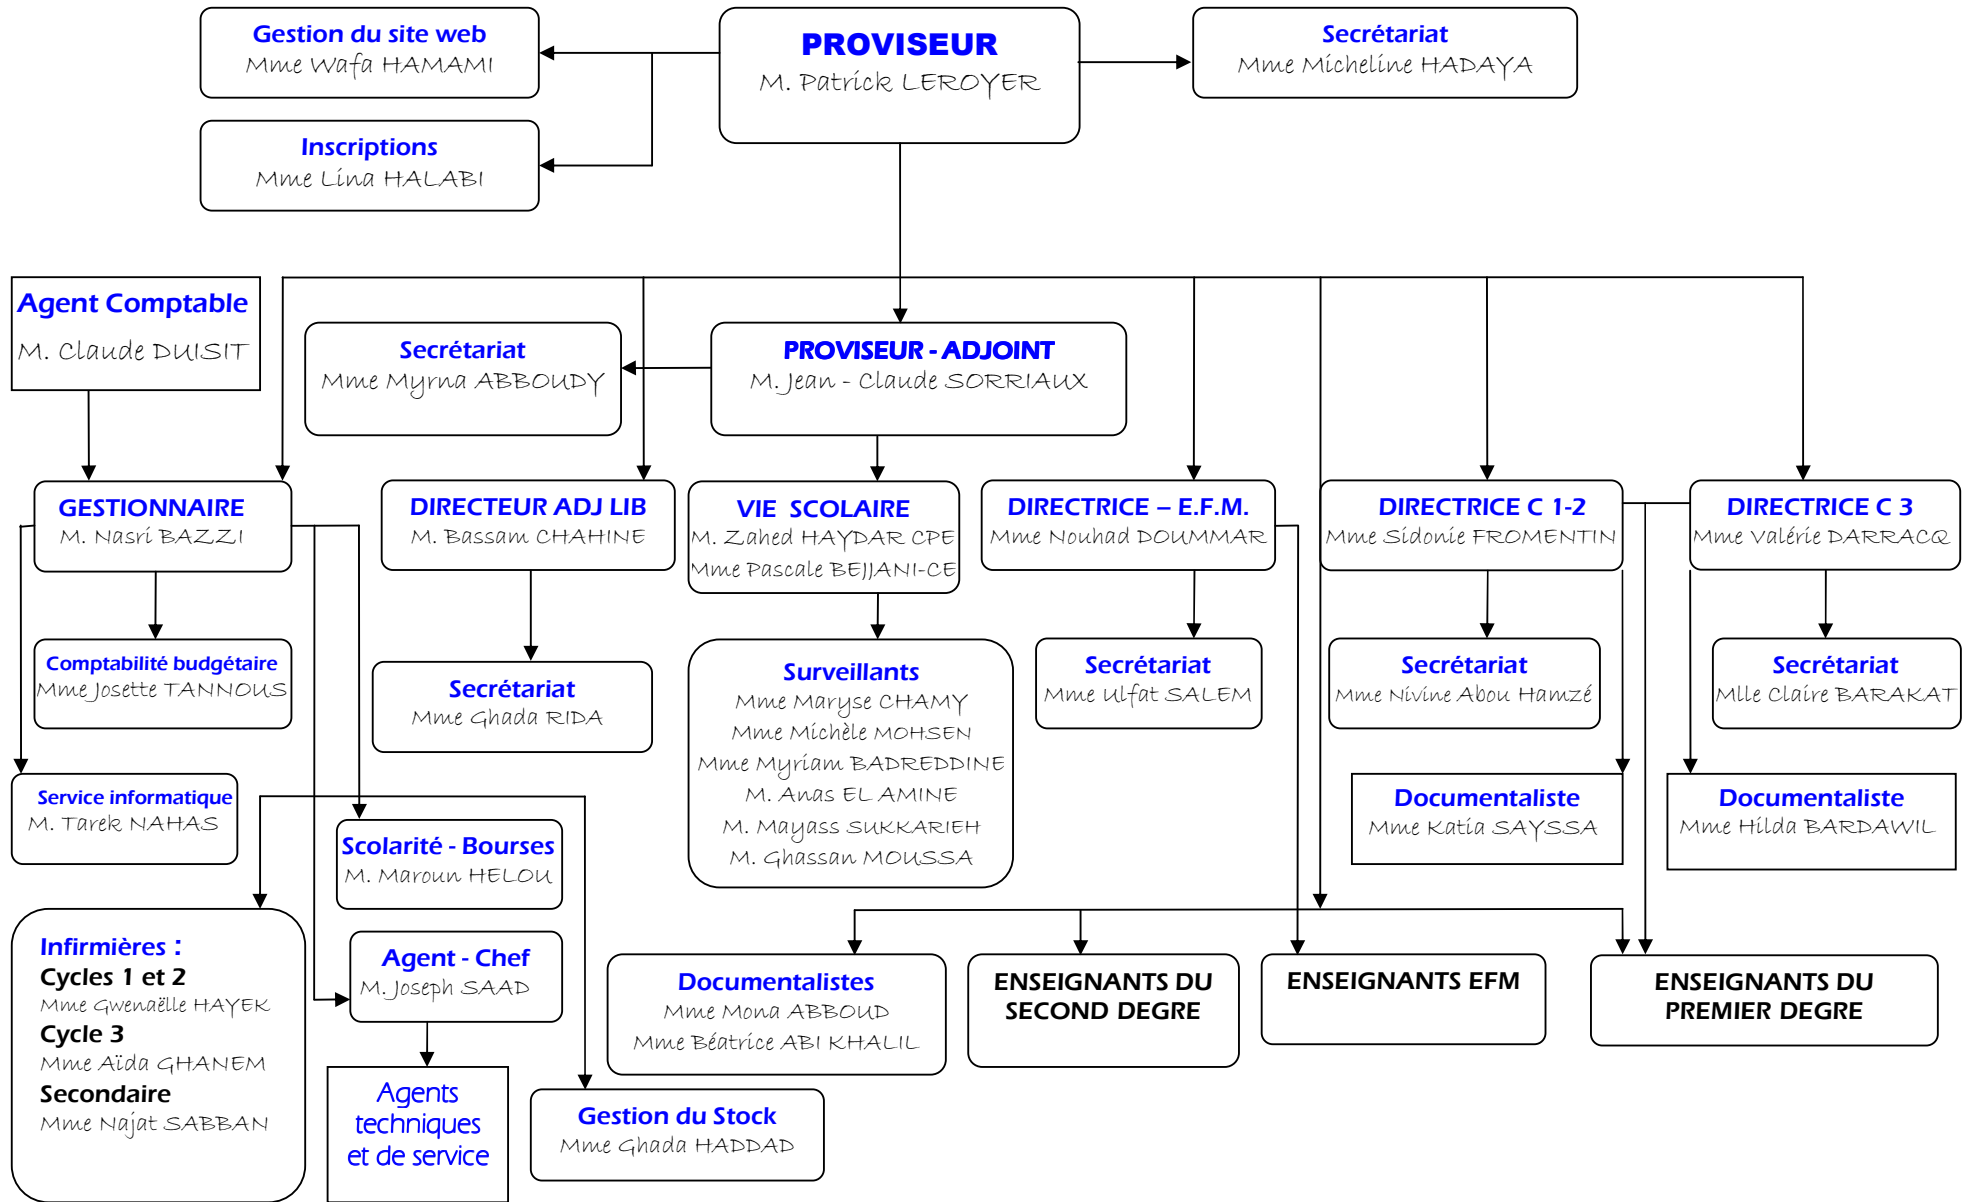 Gestion du site web
Mme Wafa HAMAMI
PROVISEUR
M. Patrick LEROYER
Secrétariat
Mme Micheline HADAYA
Inscriptions
Mme Lina HALABI
Agent Comptable
M. Claude DUISIT
Secrétariat
Mme Myrna ABBOUDY
PROVISEUR - ADJOINT
M. Jean - Claude SORRIAUX
GESTIONNAIRE
M. Nasri BAZZI
DIRECTEUR ADJ LIB
M. Bassam CHAHINE
VIE SCOLAIRE
M. Zahed HAYDAR CPE
Mme Pascale BEJJANI-CE
DIRECTRICE – E.F.M.
Mme Nouhad DOUMMAR
DIRECTRICE C 1-2
Mme Sidonie FROMENTIN
DIRECTRICE C 3
Mme Valérie DARRACQ
Comptabilité budgétaire
Mme Josette TANNOUS
Secrétariat
Mme Ghada RIDA
Surveillants
Mme Maryse CHAMY
Mme Michèle MOHSEN
Mme Myriam BADREDDINE
M. Anas EL AMINE
M. Mayass SUKKARIEH
M. Ghassan MOUSSA
Secrétariat
Mme Ulfat SALEM
Secrétariat
Mme Nivine Abou Hamzé
Secrétariat
Mlle Claire BARAKAT
Service informatique
M. Tarek NAHAS
Scolarité - Bourses
M. Maroun HELOU
Documentaliste
Mme Katia SAYSSA
Documentaliste
Mme Hilda BARDAWIL
Infirmières :
Cycles 1 et 2
Mme Gwenaëlle HAYEK
Cycle 3
Mme Aïda GHANEM
Secondaire
Mme Najat SABBAN
Agent - Chef
M. Joseph SAAD
Agents
techniques
et de service
Gestion du Stock
Mme Ghada HADDAD
Documentalistes
Mme Mona ABBOUD
Mme Béatrice ABI KHALIL
ENSEIGNANTS DU
SECOND DEGRE
ENSEIGNANTS EFM
ENSEIGNANTS DU
PREMIER DEGRE